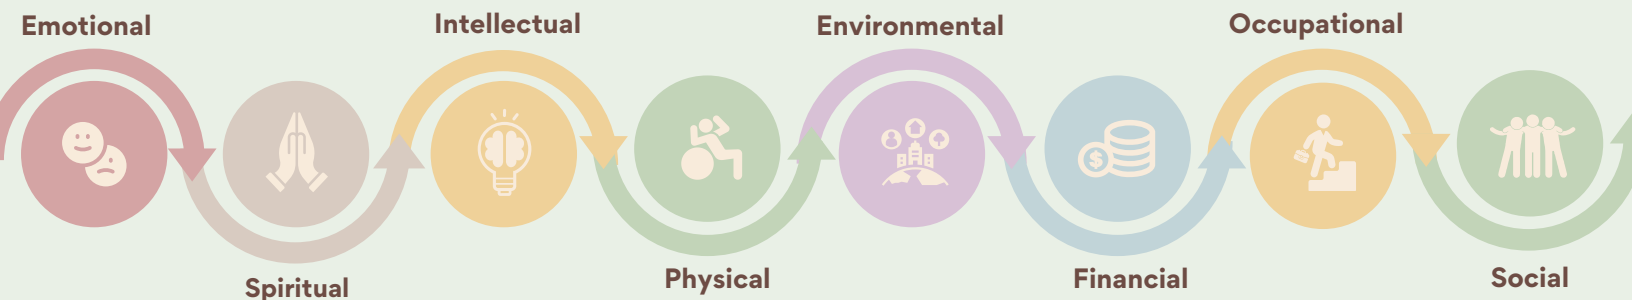 Emotional
Spiritual
Intellectual
Physical
Environmental
Financial
$
Occupational
Social